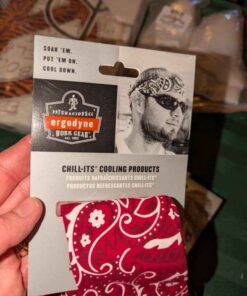 SOAK 'EM.
PUT 'EM ON.
COOL DOWN.
ergodyne
WORK GEAR
CHILL-ITS® COOLING PRODUCTS
PRODUITS RAFRAÎCHISSANTS CHILL-ITS®
PRODUCTOS REFRESCANTES CHILL-ITS®